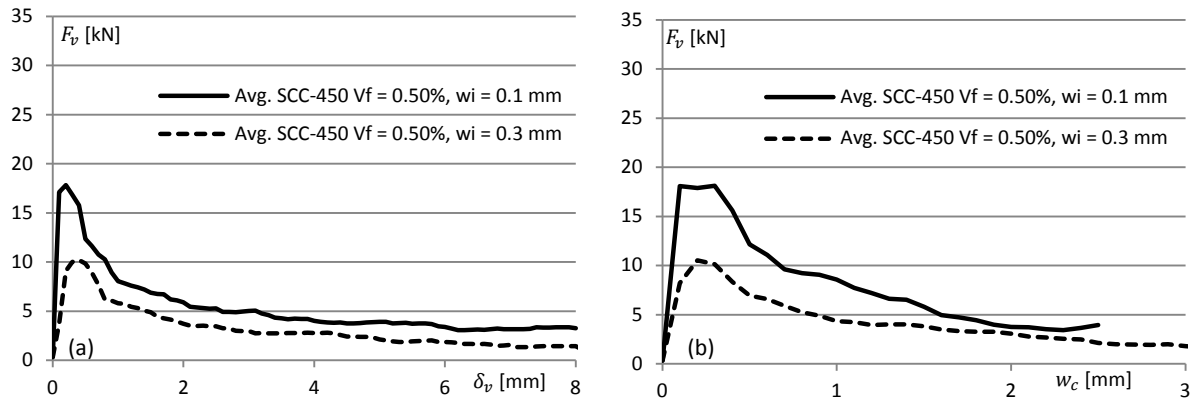 35
30
25
20
15
10
5
0
F_v [kN]
Avg. SCC-450 Vf = 0.50%, wi = 0.1 mm
Avg. SCC-450 Vf = 0.50%, wi = 0.3 mm
(a)
0 2 4 6 8
δ_v [mm]
35
30
25
20
15
10
5
0
F_v [kN]
Avg. SCC-450 Vf = 0.50%, wi = 0.1 mm
Avg. SCC-450 Vf = 0.50%, wi = 0.3 mm
(b)
0 1 2 3
w_c [mm]